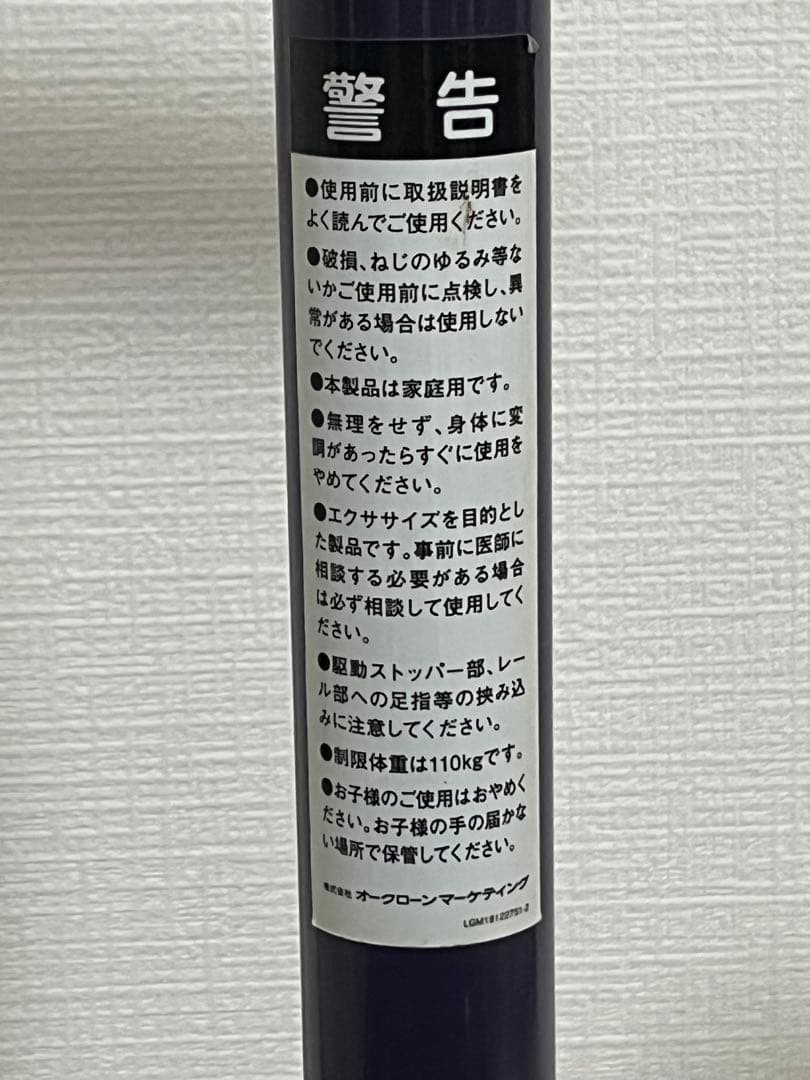 警告
●使用前に取扱説明書を
よく読んでご使用ください。
●破損、ねじのゆるみ等な
いかご使用前に点検し、異
常がある場合は使用しない
でください。
●本製品は家庭用です。
●無理をせず、身体に変
調があったらすぐに使用を
やめてください。
●エクササイズを目的とし
た製品です。事前に医師に
相談する必要がある場合
は必ず相談して使用してく
ださい。
●駆動ストッパー部、レー
ル部への足指等の挟み込
みに注意してください。
●制限体重は110kgです。
●お子様のご使用はおやめく
ださい。お子様の手の届かな
い場所で保管してください。
株式会社 オークローンマーケティング
LGM18122751-2